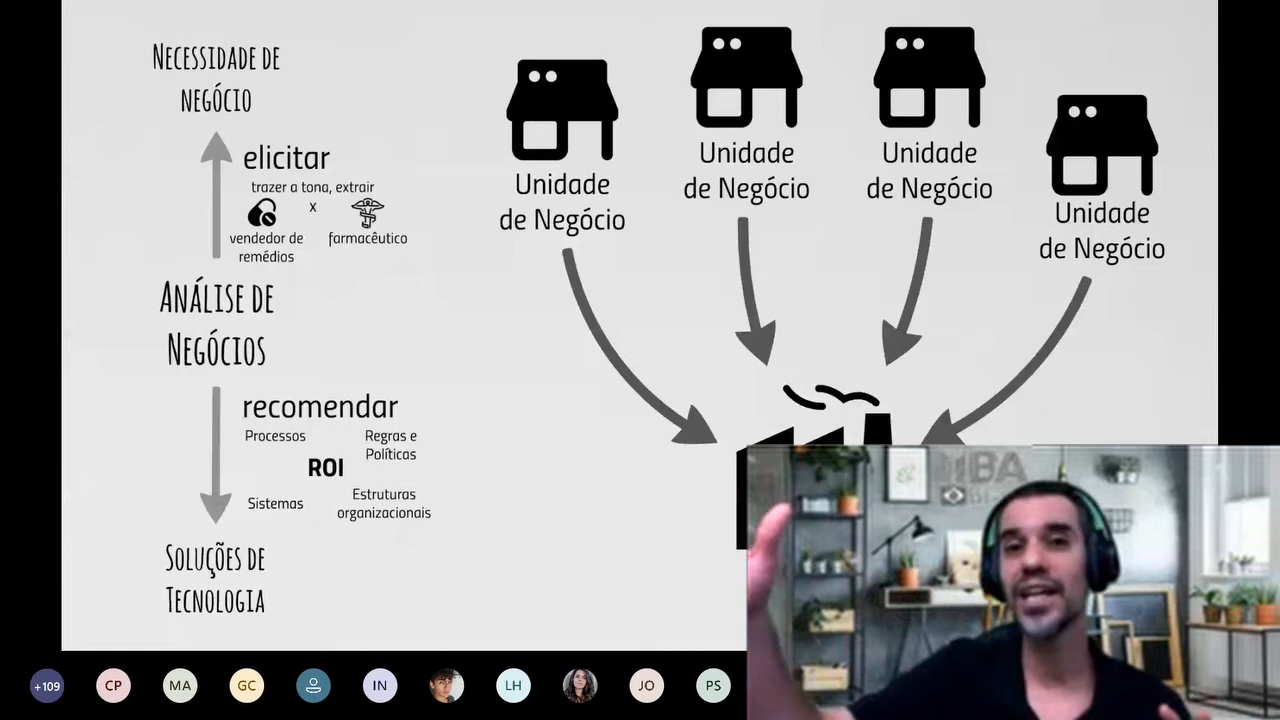 NECESSIDADE DE
NEGÓCIO
elicitar
trazer a tona, extrair
x
vendedor de
remédios
farmacêutico
ANÁLISE DE
NEGÓCIOS
recomendar
Processos
Regras e
Políticas
ROI
Sistemas
Estruturas
organizacionais
SOLUÇÕES DE
TECNOLOGIA
Unidade
de Negócio
Unidade
de Negócio
Unidade
de Negócio
Unidade
de Negócio
+109
CP
MA
GC
IN
LH
JO
PS